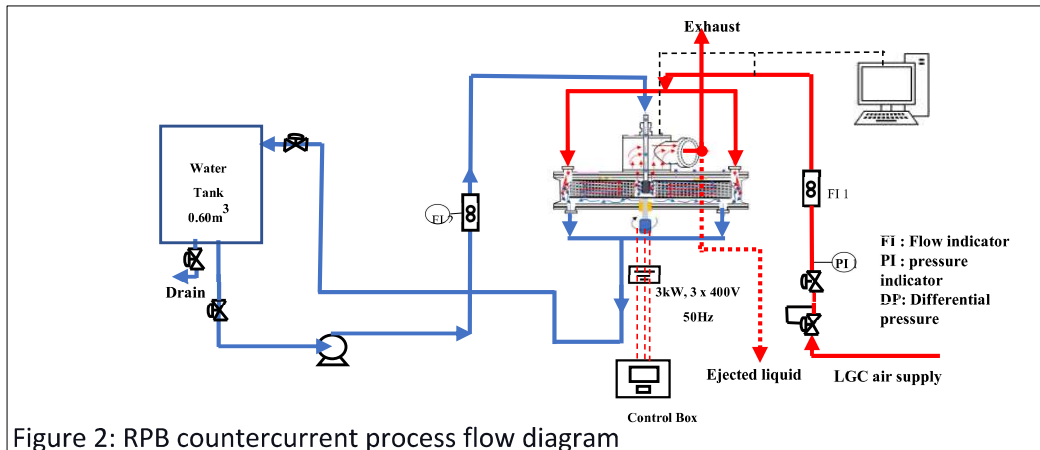 Exhaust
Water
Tank
0.60m3
FI 1
PI
FI : Flow indicator
PI : pressure
indicator
DP: Differential
pressure
Drain
3kW, 3 x 400V
50Hz
Ejected liquid
LGC air supply
Control Box
Figure 2: RPB countercurrent process flow diagram